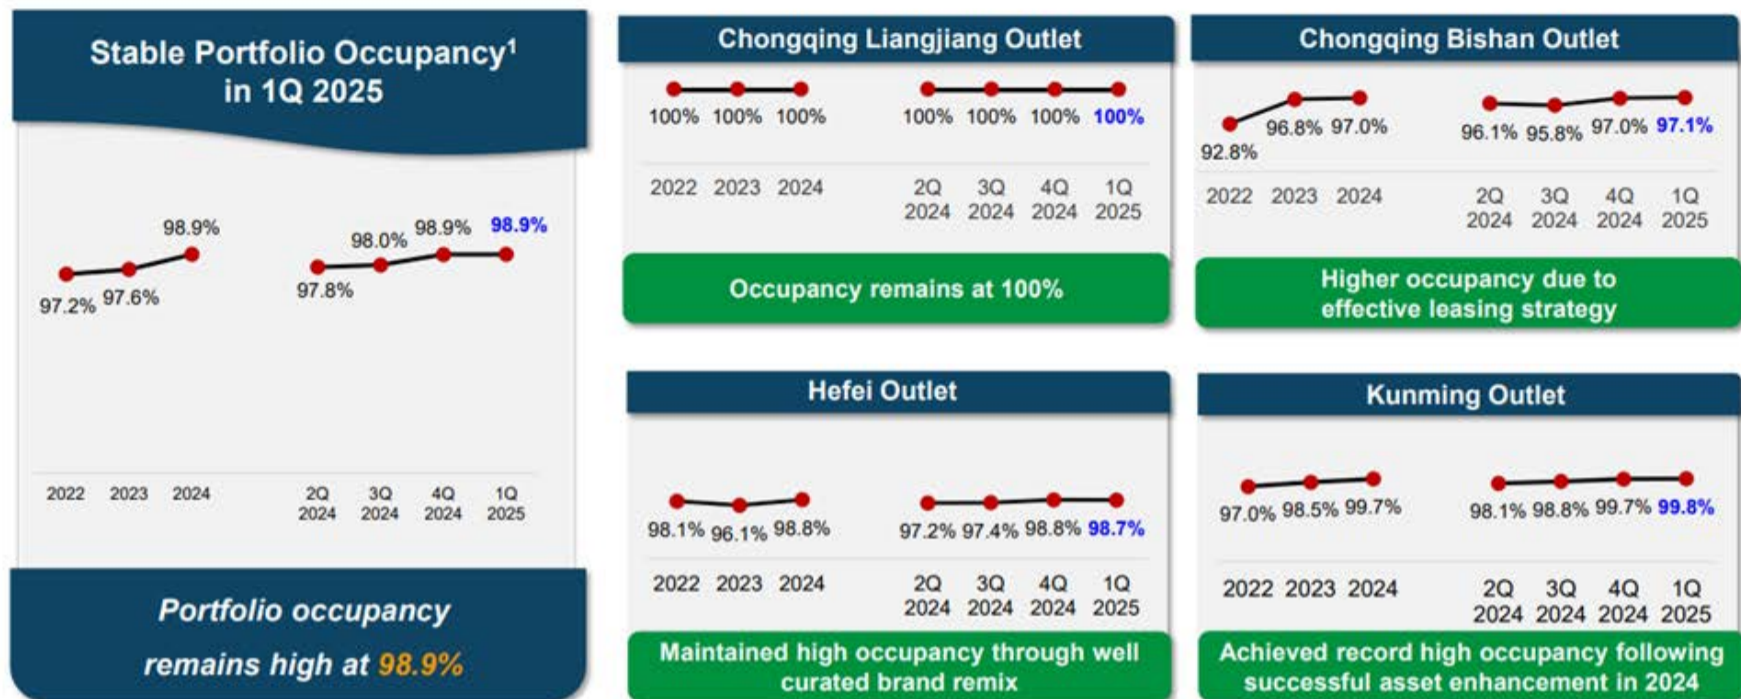 Stable Portfolio Occupancy¹
in 1Q 2025
98.9%
97.2% 97.6%
98.0% 98.9% 98.9%
97.8%
2022 2023 2024
2Q 3Q 4Q 1Q
2024 2024 2024 2025
Portfolio occupancy
remains high at 98.9%
Chongqing Liangjiang Outlet
100% 100% 100% 100% 100% 100% 100%
2022 2023 2024 2Q 3Q 4Q 1Q
2024 2024 2024 2025
Occupancy remains at 100%
Chongqing Bishan Outlet
92.8% 96.8% 97.0% 96.1% 95.8% 97.0% 97.1%
2022 2023 2024 2Q 3Q 4Q 1Q
2024 2024 2024 2025
Higher occupancy due to
effective leasing strategy
Hefei Outlet
98.1% 96.1% 98.8% 97.2% 97.4% 98.8% 98.7%
2022 2023 2024 2Q 3Q 4Q 1Q
2024 2024 2024 2025
Maintained high occupancy through well
curated brand remix
Kunming Outlet
97.0% 98.5% 99.7% 98.1% 98.8% 99.7% 99.8%
2022 2023 2024 2Q 3Q 4Q 1Q
2024 2024 2024 2025
Achieved record high occupancy following
successful asset enhancement in 2024